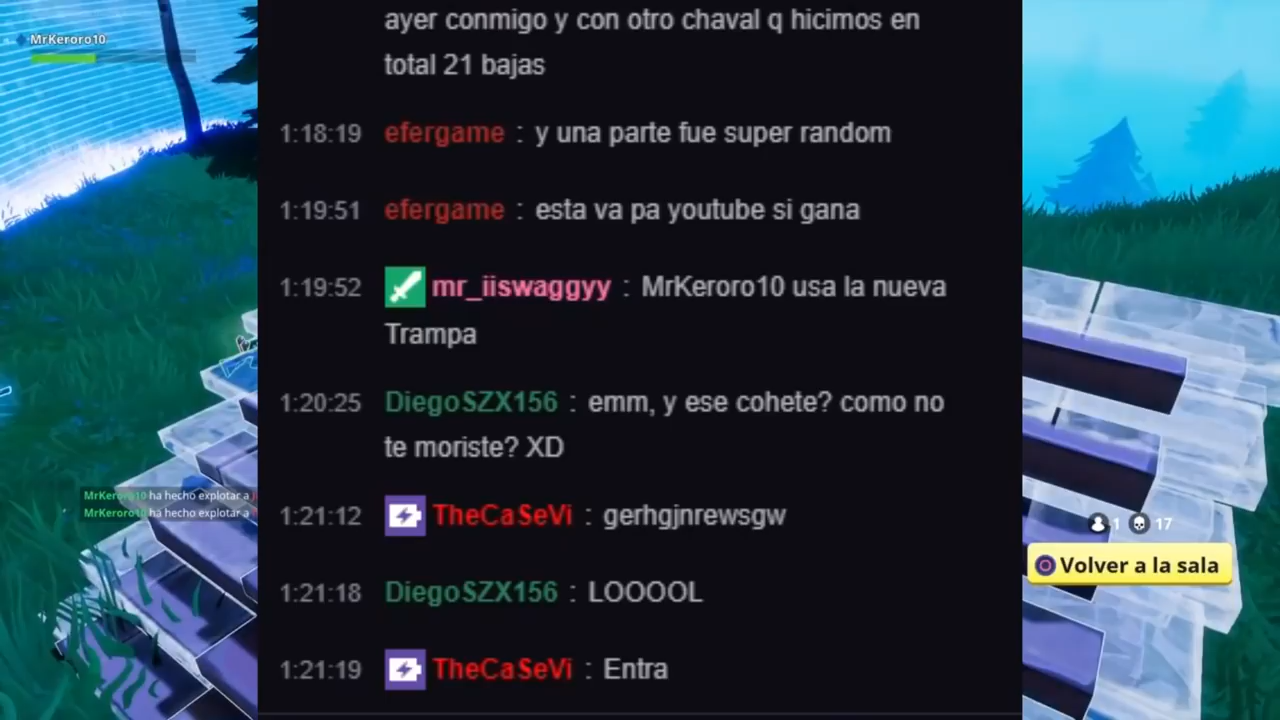 MrKeroro10
ayer conmigo y con otro chaval q hicimos en
total 21 bajas
1:18:19 efergame : y una parte fue super random
1:19:51 efergame : esta va pa youtube si gana
1:19:52 mr_iiswaggyy : MrKeroro10 usa la nueva
Trampa
1:20:25 DiegoSZX156 : emm, y ese cohete? como no
te moriste? XD
MrKeroro10 ha hecho explotar a
MrKeroro10 ha hecho explotar a
1:21:12 TheCaSeVi : gerhgjnrewsgw
1 17
Volver a la sala
1:21:18 DiegoSZX156 : LOOOOL
1:21:19 TheCaSeVi : Entra